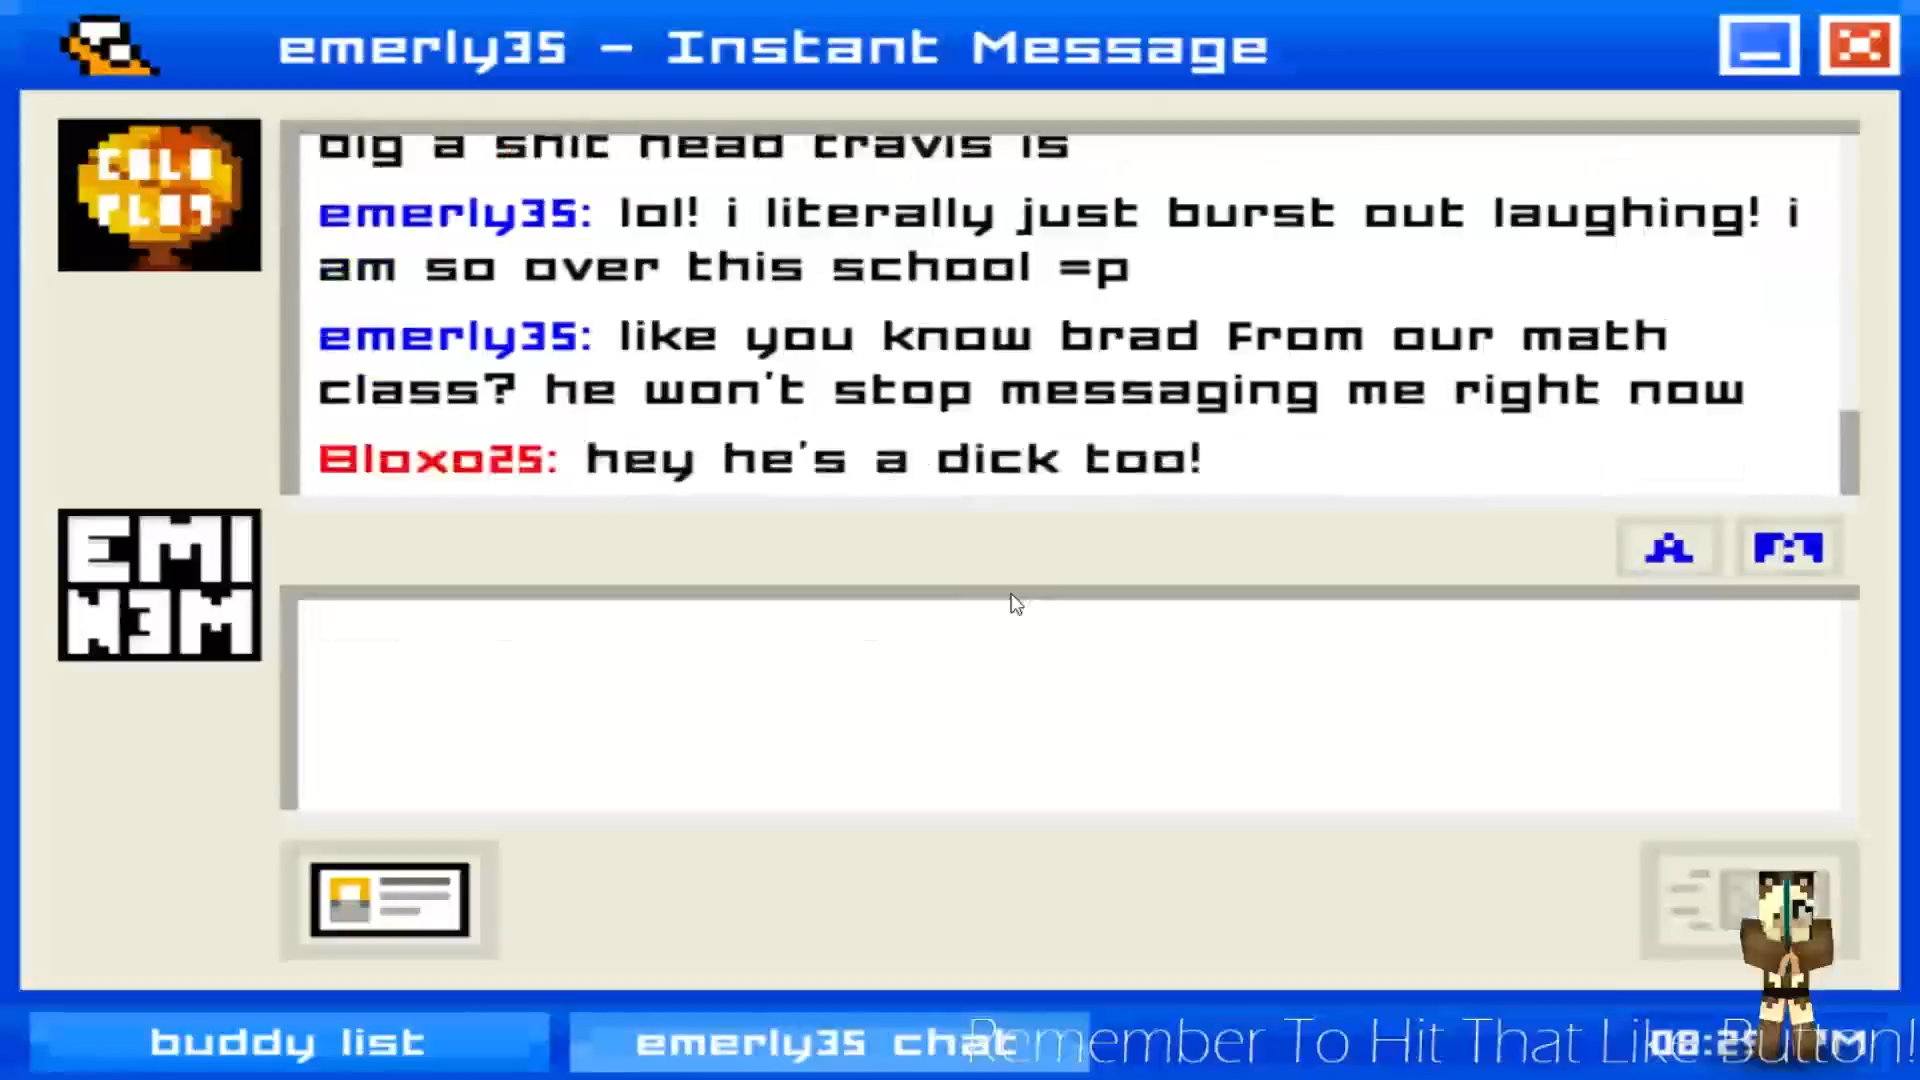 emerly35 - Instant Message
COLD
PLAY
big a shit head travis is
emerly35: lol! i literally just burst out laughing! i
am so over this school =p
emerly35: like you know brad From our math
class? he won't stop messaging me right now
Bloxo25: hey he's a dick too!
EMI
N3M
A
buddy list
emerly35 chat
Remember To Hit That Like Button!